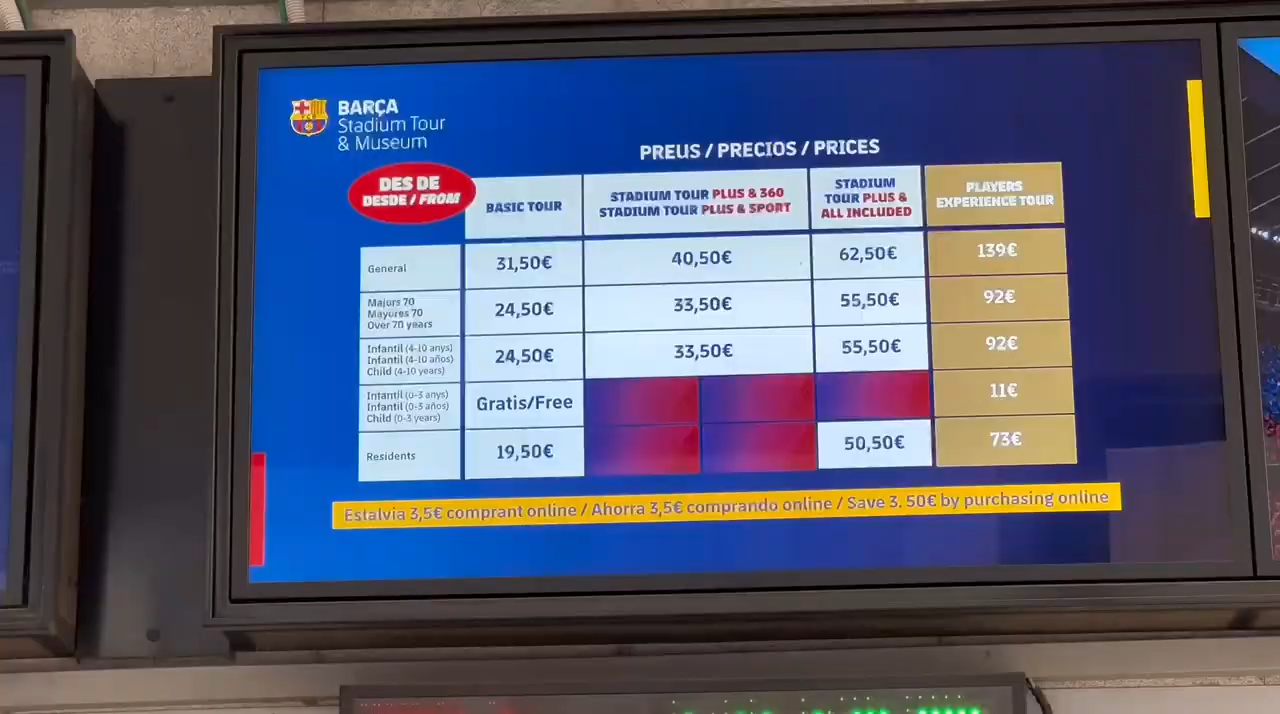 BARÇA
Stadium Tour
& Museum
PREUS / PRECIOS / PRICES
DES DE
DESDE / FROM
BASIC TOUR
STADIUM TOUR PLUS & 360
STADIUM TOUR PLUS & SPORT
STADIUM
TOUR PLUS &
ALL INCLUDED
PLAYERS
EXPERIENCE TOUR
General
31,50€
40,50€
62,50€
139€
Majurs 70
Mayures 70
Over 70 years
24,50€
33,50€
55,50€
92€
Infantil (4-10 anys)
Infantil (4-10 años)
Child (4-10 years)
24,50€
33,50€
55,50€
92€
Intantil (0-3 anys)
Infantil (0-3 años)
Child (0-3 years)
Gratis/Free
11€
Residents
19,50€
50,50€
73€
Estalvia 3,5€ comprant online / Ahorra 3,5€ comprando online / Save 3. 50€ by purchasing online